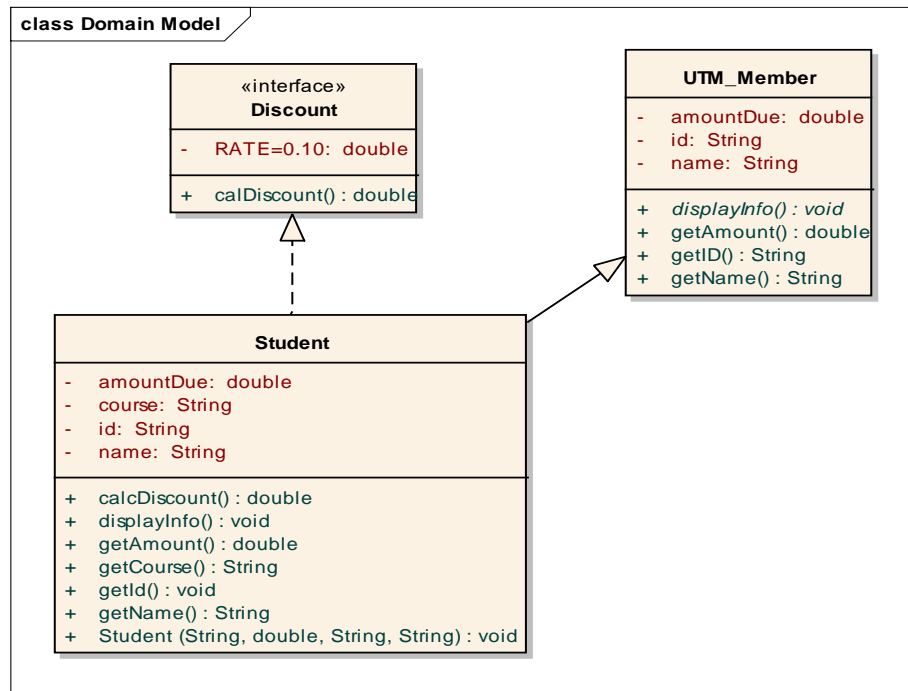 class Domain Model
«interface»
Discount
- RATE=0.10: double
+ calDiscount() : double
UTM_Member
- amountDue: double
- id: String
- name: String
+ displayInfo() : void
+ getAmount() : double
+ getID() : String
+ getName() : String
Student
- amountDue: double
- course: String
- id: String
- name: String
+ calcDiscount() : double
+ displayInfo() : void
+ getAmount() : double
+ getCourse() : String
+ getId() : void
+ getName() : String
+ Student (String, double, String, String) : void